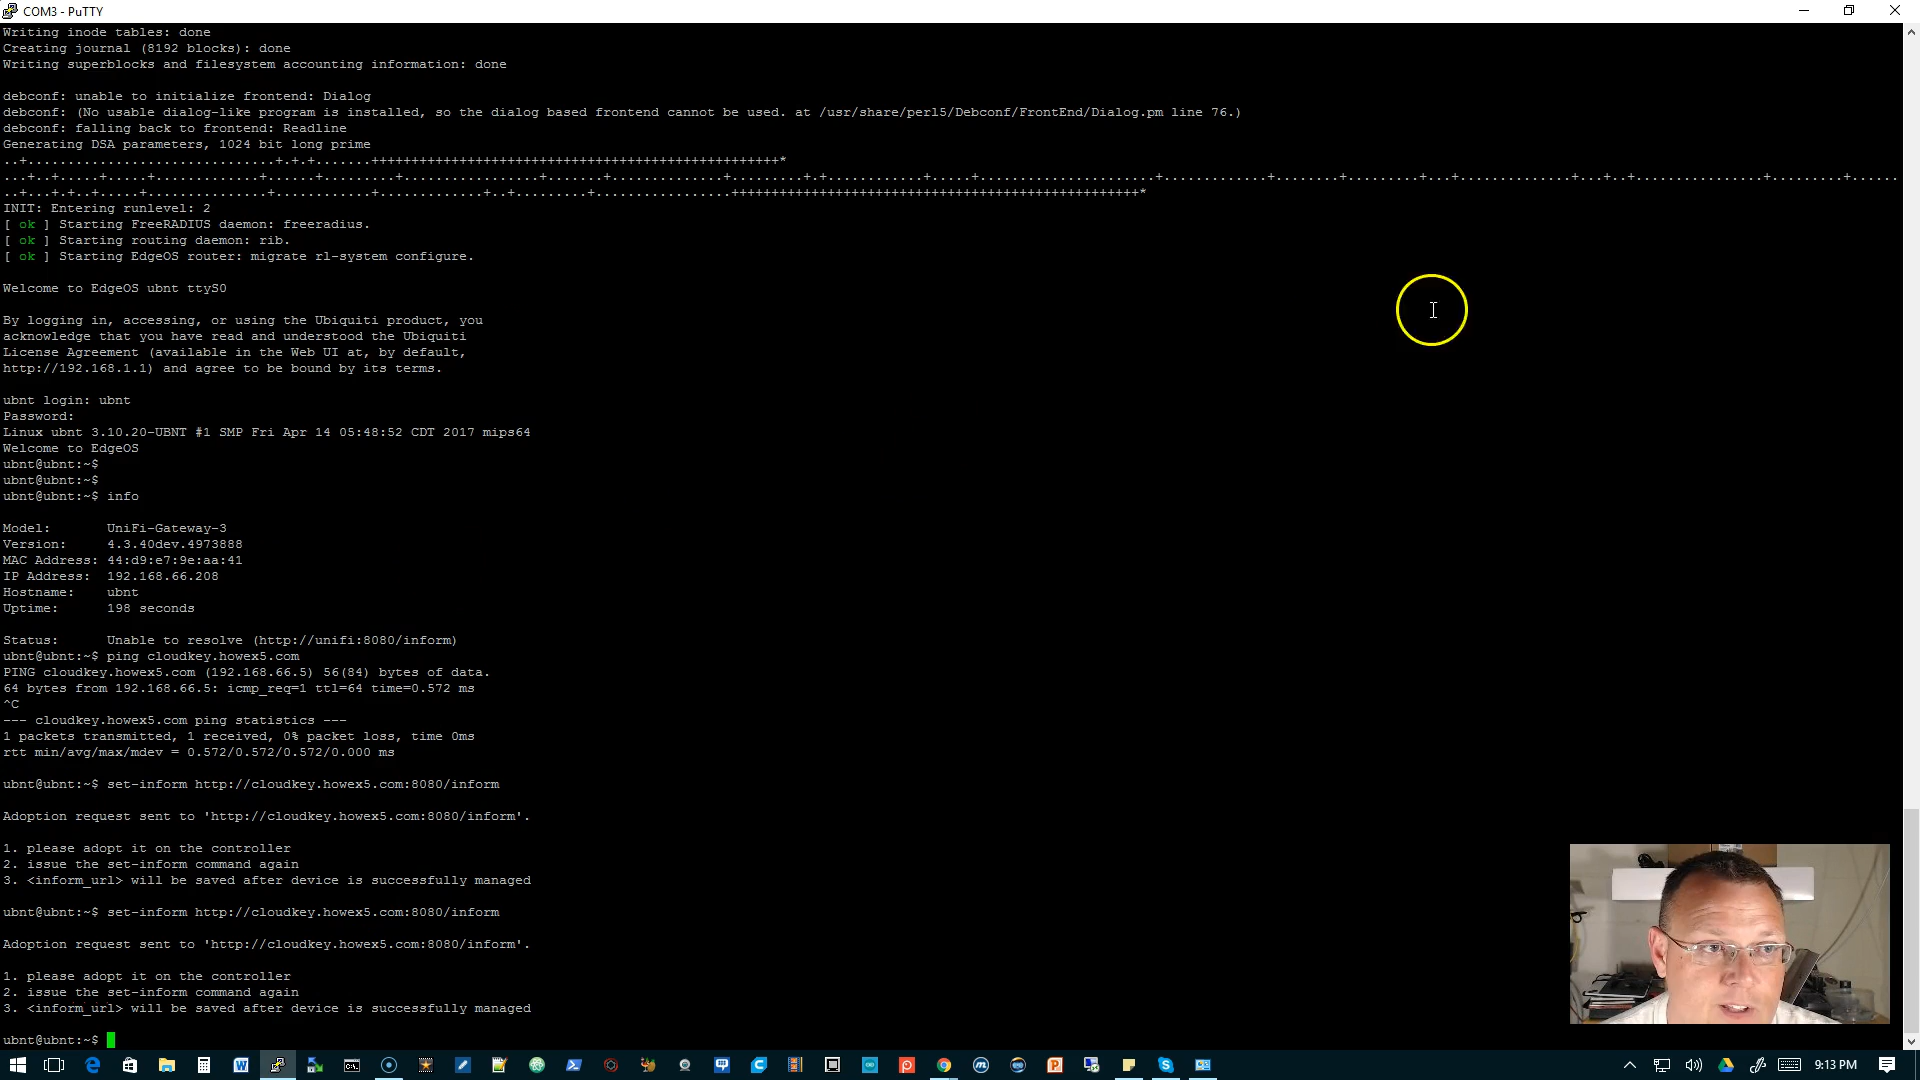 COM3 - PuTTY
Writing inode tables: done
Creating journal (8192 blocks): done
Writing superblocks and filesystem accounting information: done
debconf: unable to initialize frontend: Dialog
debconf: (No usable dialog-like program is installed, so the dialog based frontend cannot be used. at /usr/share/perl5/Debconf/FrontEnd/Dialog.pm line 76.)
debconf: falling back to frontend: Readline
Generating DSA parameters, 1024 bit long prime
INIT: Entering runlevel: 2
[ ok ] Starting FreeRADIUS daemon: freeradius.
[ ok ] Starting routing daemon: rib.
[ ok ] Starting EdgeOS router: migrate rl-system configure.
Welcome to EdgeOS ubnt ttyS0
By logging in, accessing, or using the Ubiquiti product, you
acknowledge that you have read and understood the Ubiquiti
License Agreement (available in the Web UI at, by default,
http://192.168.1.1) and agree to be bound by its terms.
ubnt login: ubnt
Password:
Linux ubnt 3.10.20-UBNT #1 SMP Fri Apr 14 05:48:52 CDT 2017 mips64
Welcome to EdgeOS
ubnt@ubnt:~$
ubnt@ubnt:~$
ubnt@ubnt:~$ info
Model: UniFi-Gateway-3
Version: 4.3.40dev.4973888
MAC Address: 44:d9:e7:9e:aa:41
IP Address: 192.168.66.208
Hostname: ubnt
Uptime: 198 seconds
Status: Unable to resolve (http://unifi:8080/inform)
ubnt@ubnt:~$ ping cloudkey.howex5.com
PING cloudkey.howex5.com (192.168.66.5) 56(84) bytes of data.
64 bytes from 192.168.66.5: icmp_req=1 ttl=64 time=0.572 ms
^C
--- cloudkey.howex5.com ping statistics ---
1 packets transmitted, 1 received, 0% packet loss, time 0ms
rtt min/avg/max/mdev = 0.572/0.572/0.572/0.000 ms
ubnt@ubnt:~$ set-inform http://cloudkey.howex5.com:8080/inform
Adoption request sent to 'http://cloudkey.howex5.com:8080/inform'.
1. please adopt it on the controller
2. issue the set-inform command again
3. <inform_url> will be saved after device is successfully managed
ubnt@ubnt:~$ set-inform http://cloudkey.howex5.com:8080/inform
Adoption request sent to 'http://cloudkey.howex5.com:8080/inform'.
1. please adopt it on the controller
2. issue the set-inform command again
3. <inform_url> will be saved after device is successfully managed
ubnt@ubnt:~$
9:13 PM